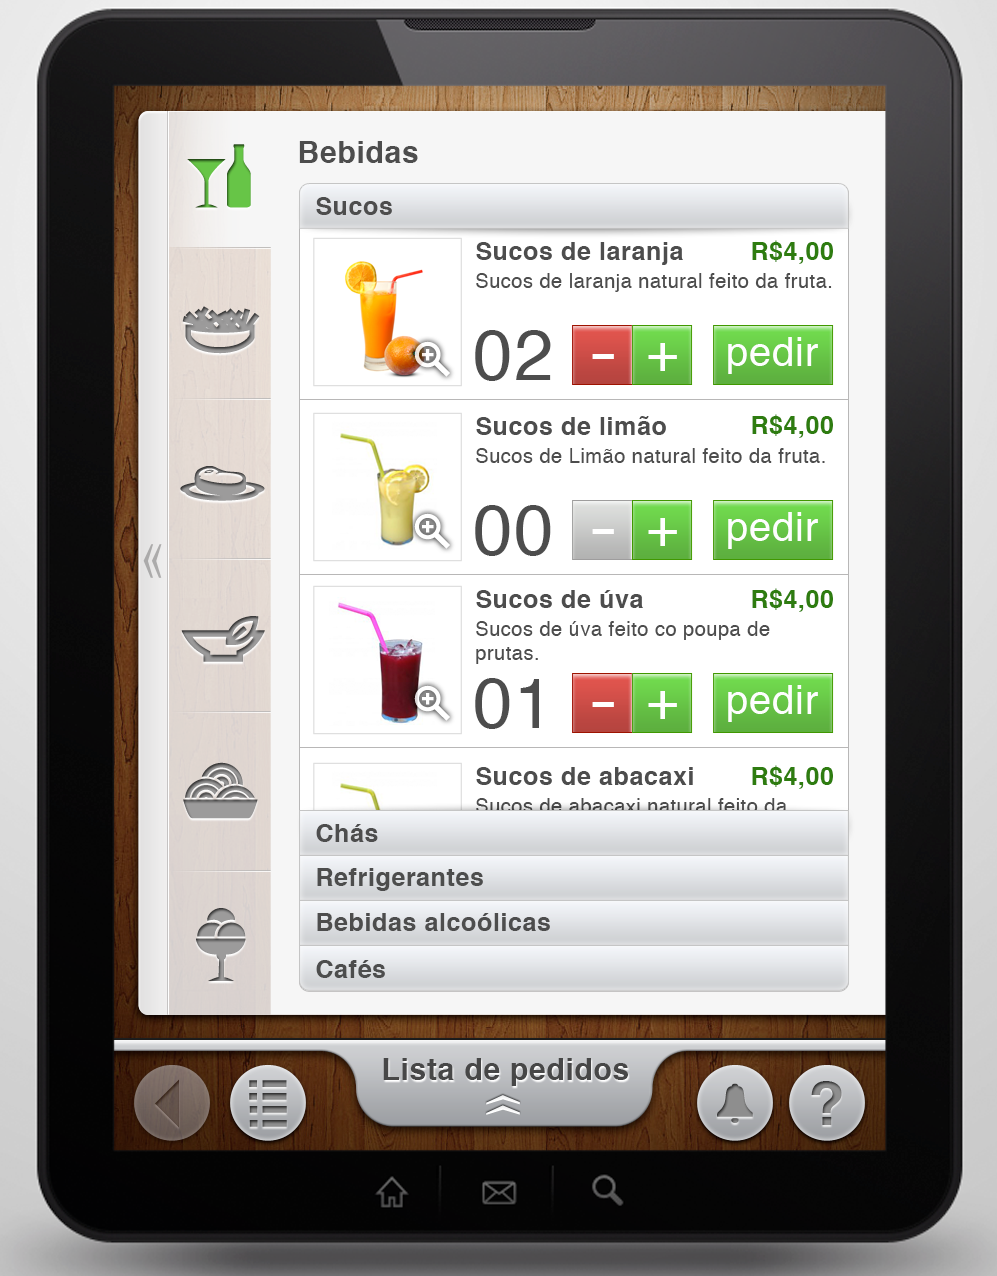 Bebidas
Sucos
Sucos de laranja R$4,00
Sucos de laranja natural feito da fruta.
02 - + pedir
Sucos de limão R$4,00
Sucos de Limão natural feito da fruta.
00 - + pedir
Sucos de úva R$4,00
Sucos de úva feito co poupa de
prutas.
01 - + pedir
Sucos de abacaxi R$4,00
Sucos de abacaxi natural feito da
Chás
Refrigerantes
Bebidas alcoólicas
Cafés
Lista de pedidos
?